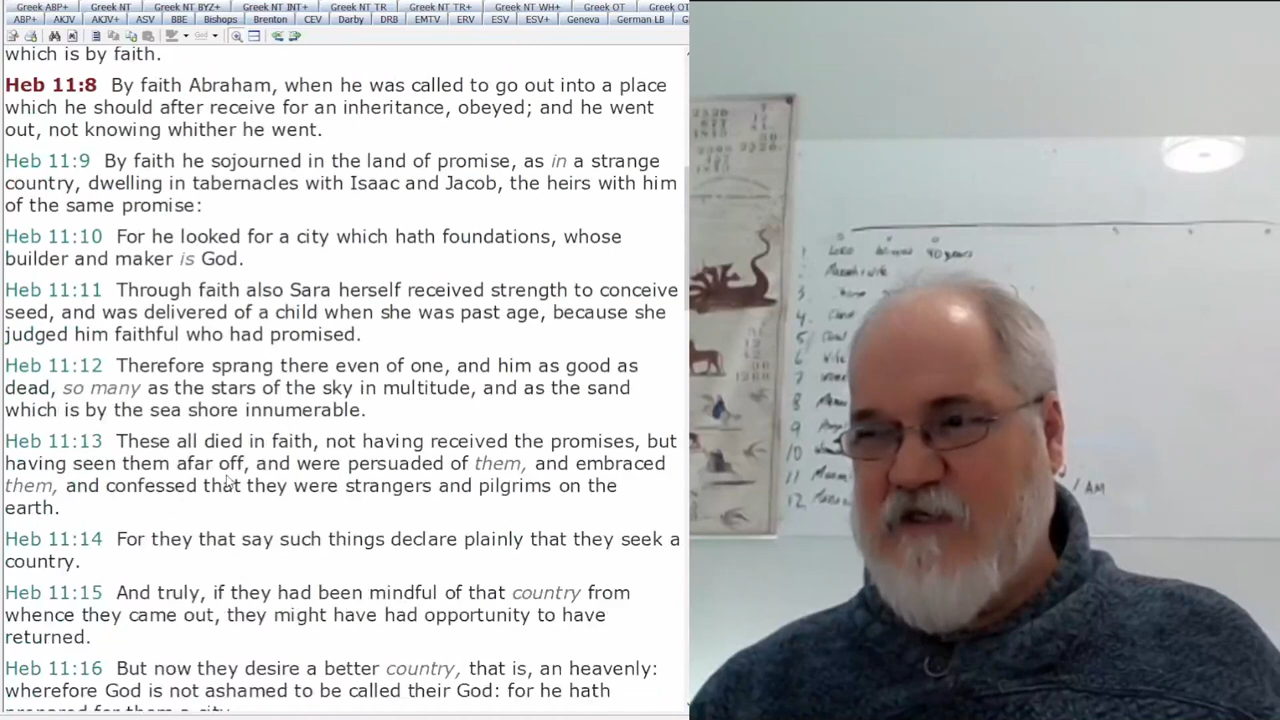 Greek ABP+ Greek NT Greek NT BYZ+ Greek NT INT+ Greek NT TR Greek NT TR+ Greek NT WH+ Greek OT Greek OT
ABP+ AKJV AKJV+ ASV BBE Bishops Brenton CEV Darby DRB EMTV ERV ESV ESV+ Geneva German LB G
which is by faith.
Heb 11:8 By faith Abraham, when he was called to go out into a place
which he should after receive for an inheritance, obeyed; and he went
out, not knowing whither he went.
Heb 11:9 By faith he sojourned in the land of promise, as in a strange
country, dwelling in tabernacles with Isaac and Jacob, the heirs with him
of the same promise:
Heb 11:10 For he looked for a city which hath foundations, whose
builder and maker is God.
Heb 11:11 Through faith also Sara herself received strength to conceive
seed, and was delivered of a child when she was past age, because she
judged him faithful who had promised.
Heb 11:12 Therefore sprang there even of one, and him as good as
dead, so many as the stars of the sky in multitude, and as the sand
which is by the sea shore innumerable.
Heb 11:13 These all died in faith, not having received the promises, but
having seen them afar off, and were persuaded of them, and embraced
them, and confessed that they were strangers and pilgrims on the
earth.
Heb 11:14 For they that say such things declare plainly that they seek a
country.
Heb 11:15 And truly, if they had been mindful of that country from
whence they came out, they might have had opportunity to have
returned.
Heb 11:16 But now they desire a better country, that is, an heavenly:
wherefore God is not ashamed to be called their God: for he hath
prepared for them a city.
1 LORD 40 years
2
3
4
5
6 Wife
7
8
9
10
11
12
I AM